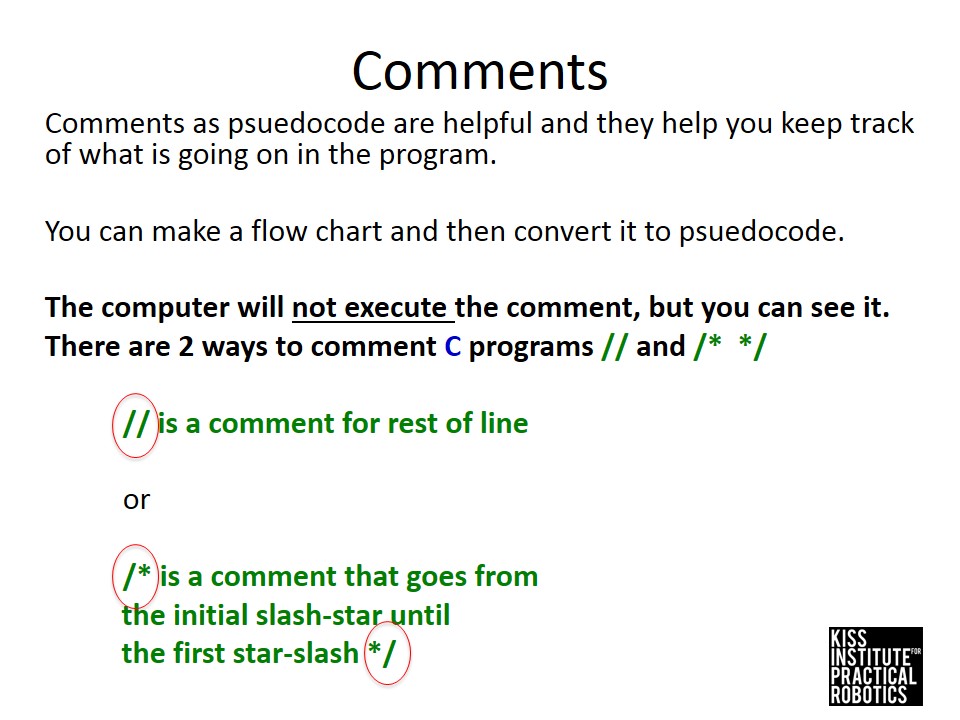 Comments
Comments as psuedocode are helpful and they help you keep track
of what is going on in the program.
You can make a flow chart and then convert it to psuedocode.
The computer will not execute the comment, but you can see it.
There are 2 ways to comment C programs // and /*  */
// is a comment for rest of line
or
/* is a comment that goes from
the initial slash-star until
the first star-slash */
KISS
INSTITUTE FOR
PRACTICAL
ROBOTICS